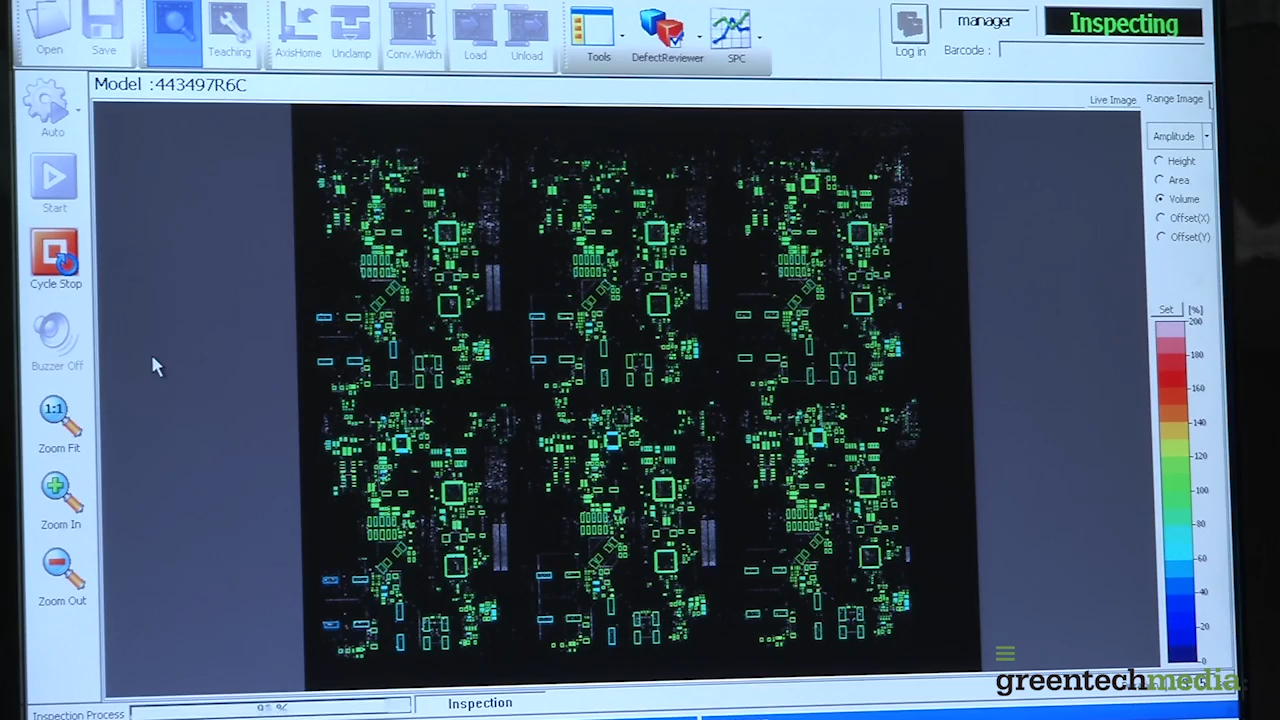 Open
Save
Teaching
AxisHome
Unclamp
Conv.Width
Load
Unload
Tools
DefectReviewer
SPC
Log in
manager
Barcode :
Inspecting
Model :443497R6C
Live Image
Range Image
Auto
Start
Cycle Stop
Buzzer Off
1:1
Zoom Fit
Zoom In
Zoom Out
Amplitude
Height
Area
Volume
Offset(X)
Offset(Y)
Set [%]
200
180
160
140
120
100
80
60
40
20
0
greentechmedia:
Inspection Process
Inspection